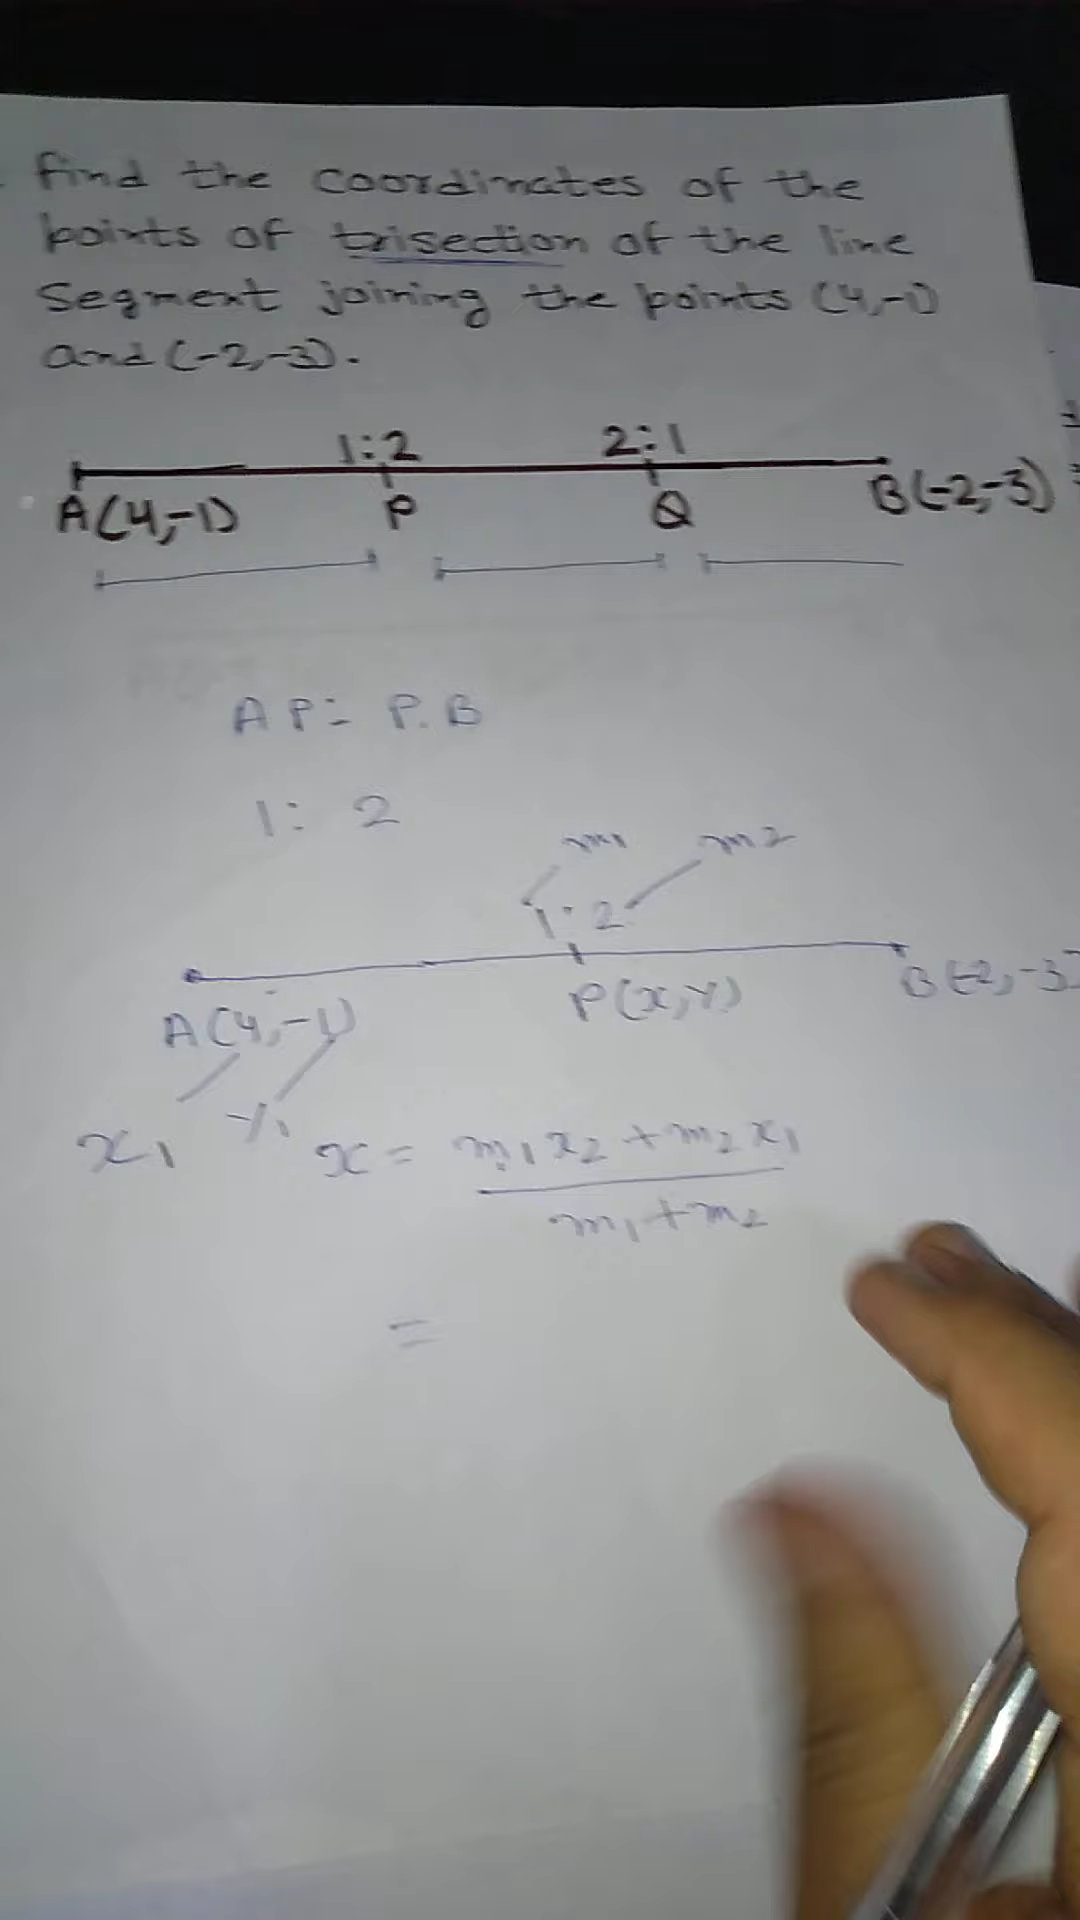 find the coordinates of the
points of trisection of the line
segment joining the points (4,-1)
and (-2,-3).
1:2 2:1
A(4,-1) P Q B(-2,-3)
AP= P.B
1: 2
m1 m2
1:2
A(4,-1) P(x,y) B(-2,-3)
x1 y1 x = m1x2 + m2x1
m1+m2
=